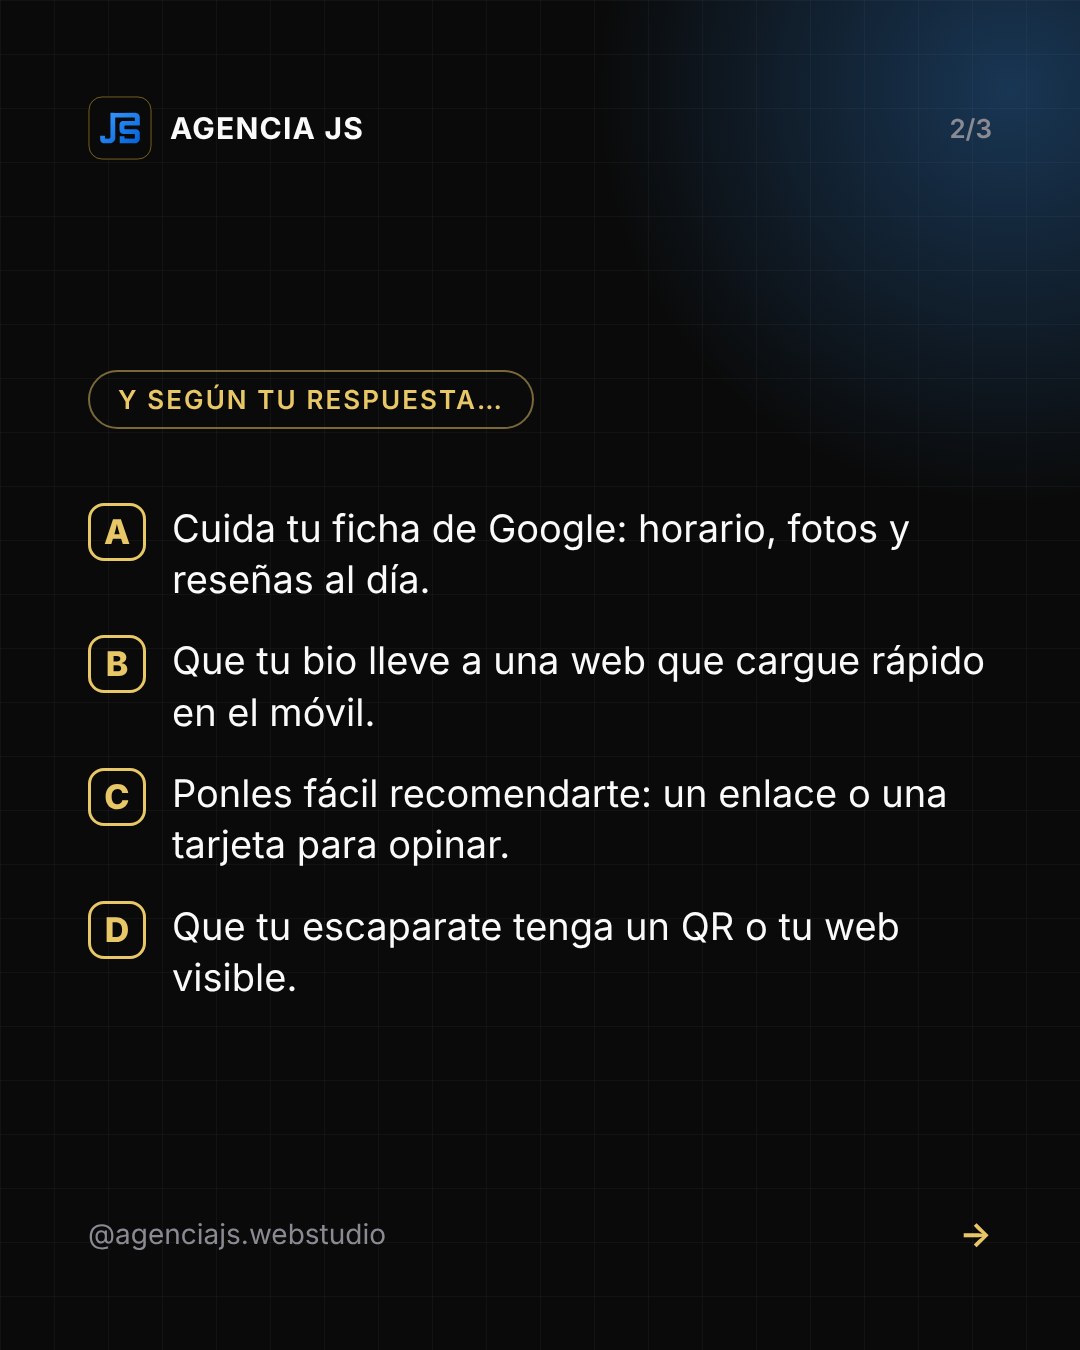 JS AGENCIA JS
2/3
Y SEGÚN TU RESPUESTA...
A Cuida tu ficha de Google: horario, fotos y
reseñas al día.
B Que tu bio lleve a una web que cargue rápido
en el móvil.
C Ponles fácil recomendarte: un enlace o una
tarjeta para opinar.
D Que tu escaparate tenga un QR o tu web
visible.
@agenciajs.webstudio